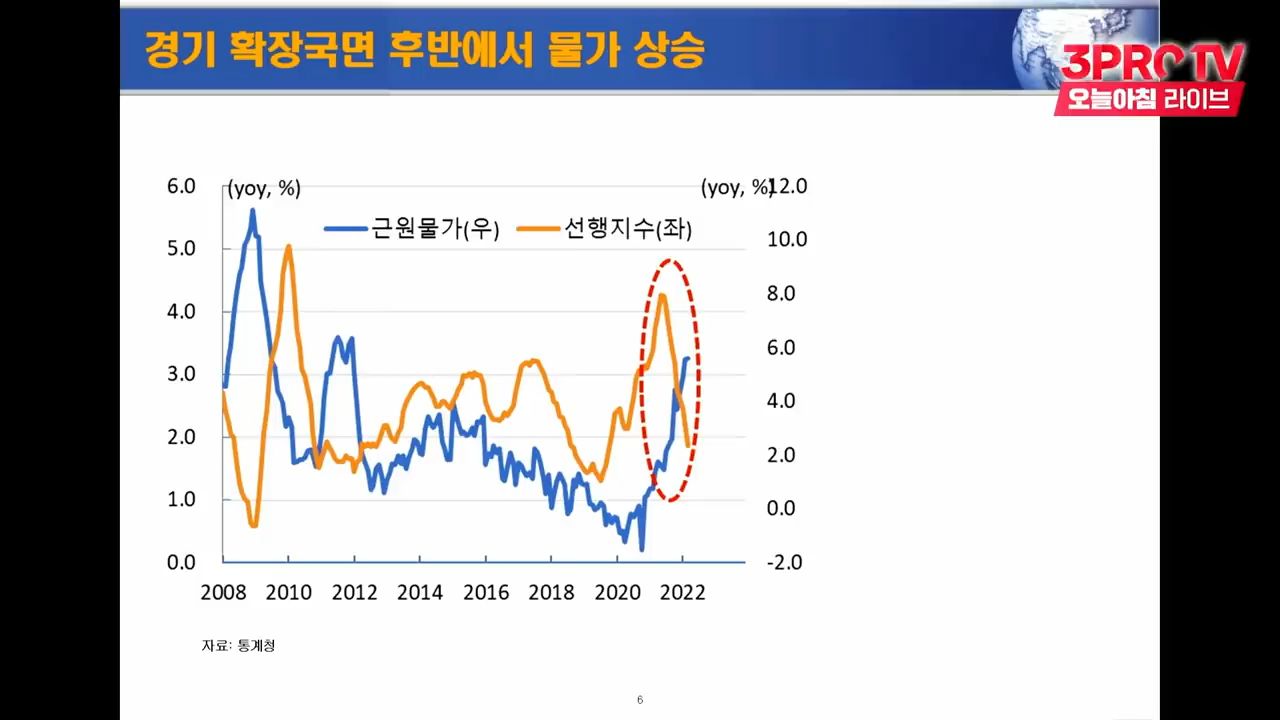 경기 확장국면 후반에서 물가 상승
3PROTV
오늘아침 라이브
(yoy, %)
(yoy, %)
근원물가(우)
선행지수(좌)
6.0
5.0
4.0
3.0
2.0
1.0
0.0
12.0
10.0
8.0
6.0
4.0
2.0
0.0
-2.0
2008 2010 2012 2014 2016 2018 2020 2022
자료: 통계청
6